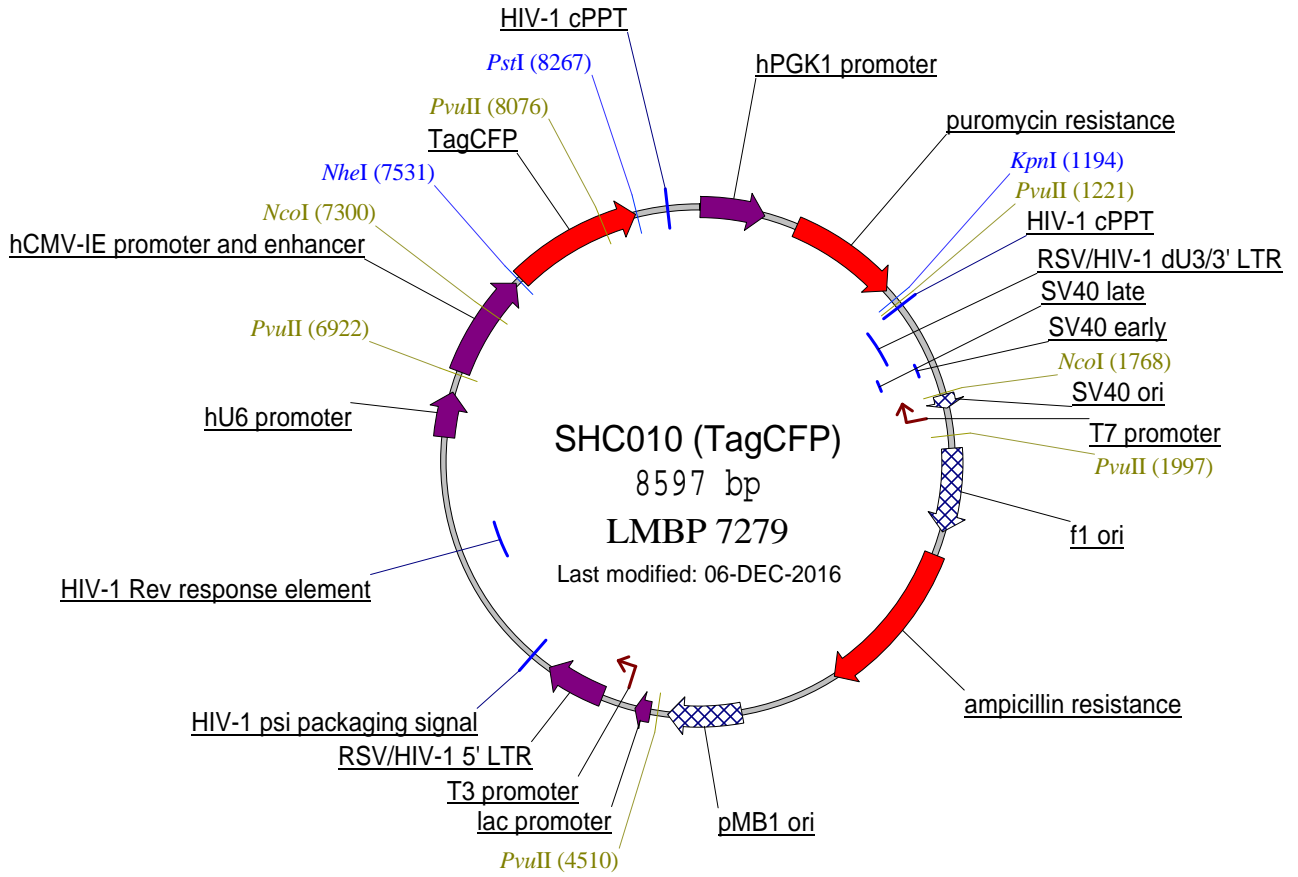 HIV-1 cPPT
PstI (8267)
hPGK1 promoter
PvuII (8076)
puromycin resistance
TagCFP
KpnI (1194)
NheI (7531)
PvuII (1221)
NcoI (7300)
HIV-1 cPPT
hCMV-IE promoter and enhancer
RSV/HIV-1 dU3/3' LTR
SV40 late
PvuII (6922)
SV40 early
NcoI (1768)
SV40 ori
hU6 promoter
T7 promoter
SHC010 (TagCFP)
PvuII (1997)
8597 bp
LMBP 7279
f1 ori
Last modified: 06-DEC-2016
HIV-1 Rev response element
ampicillin resistance
HIV-1 psi packaging signal
RSV/HIV-1 5' LTR
T3 promoter
lac promoter
pMB1 ori
PvuII (4510)